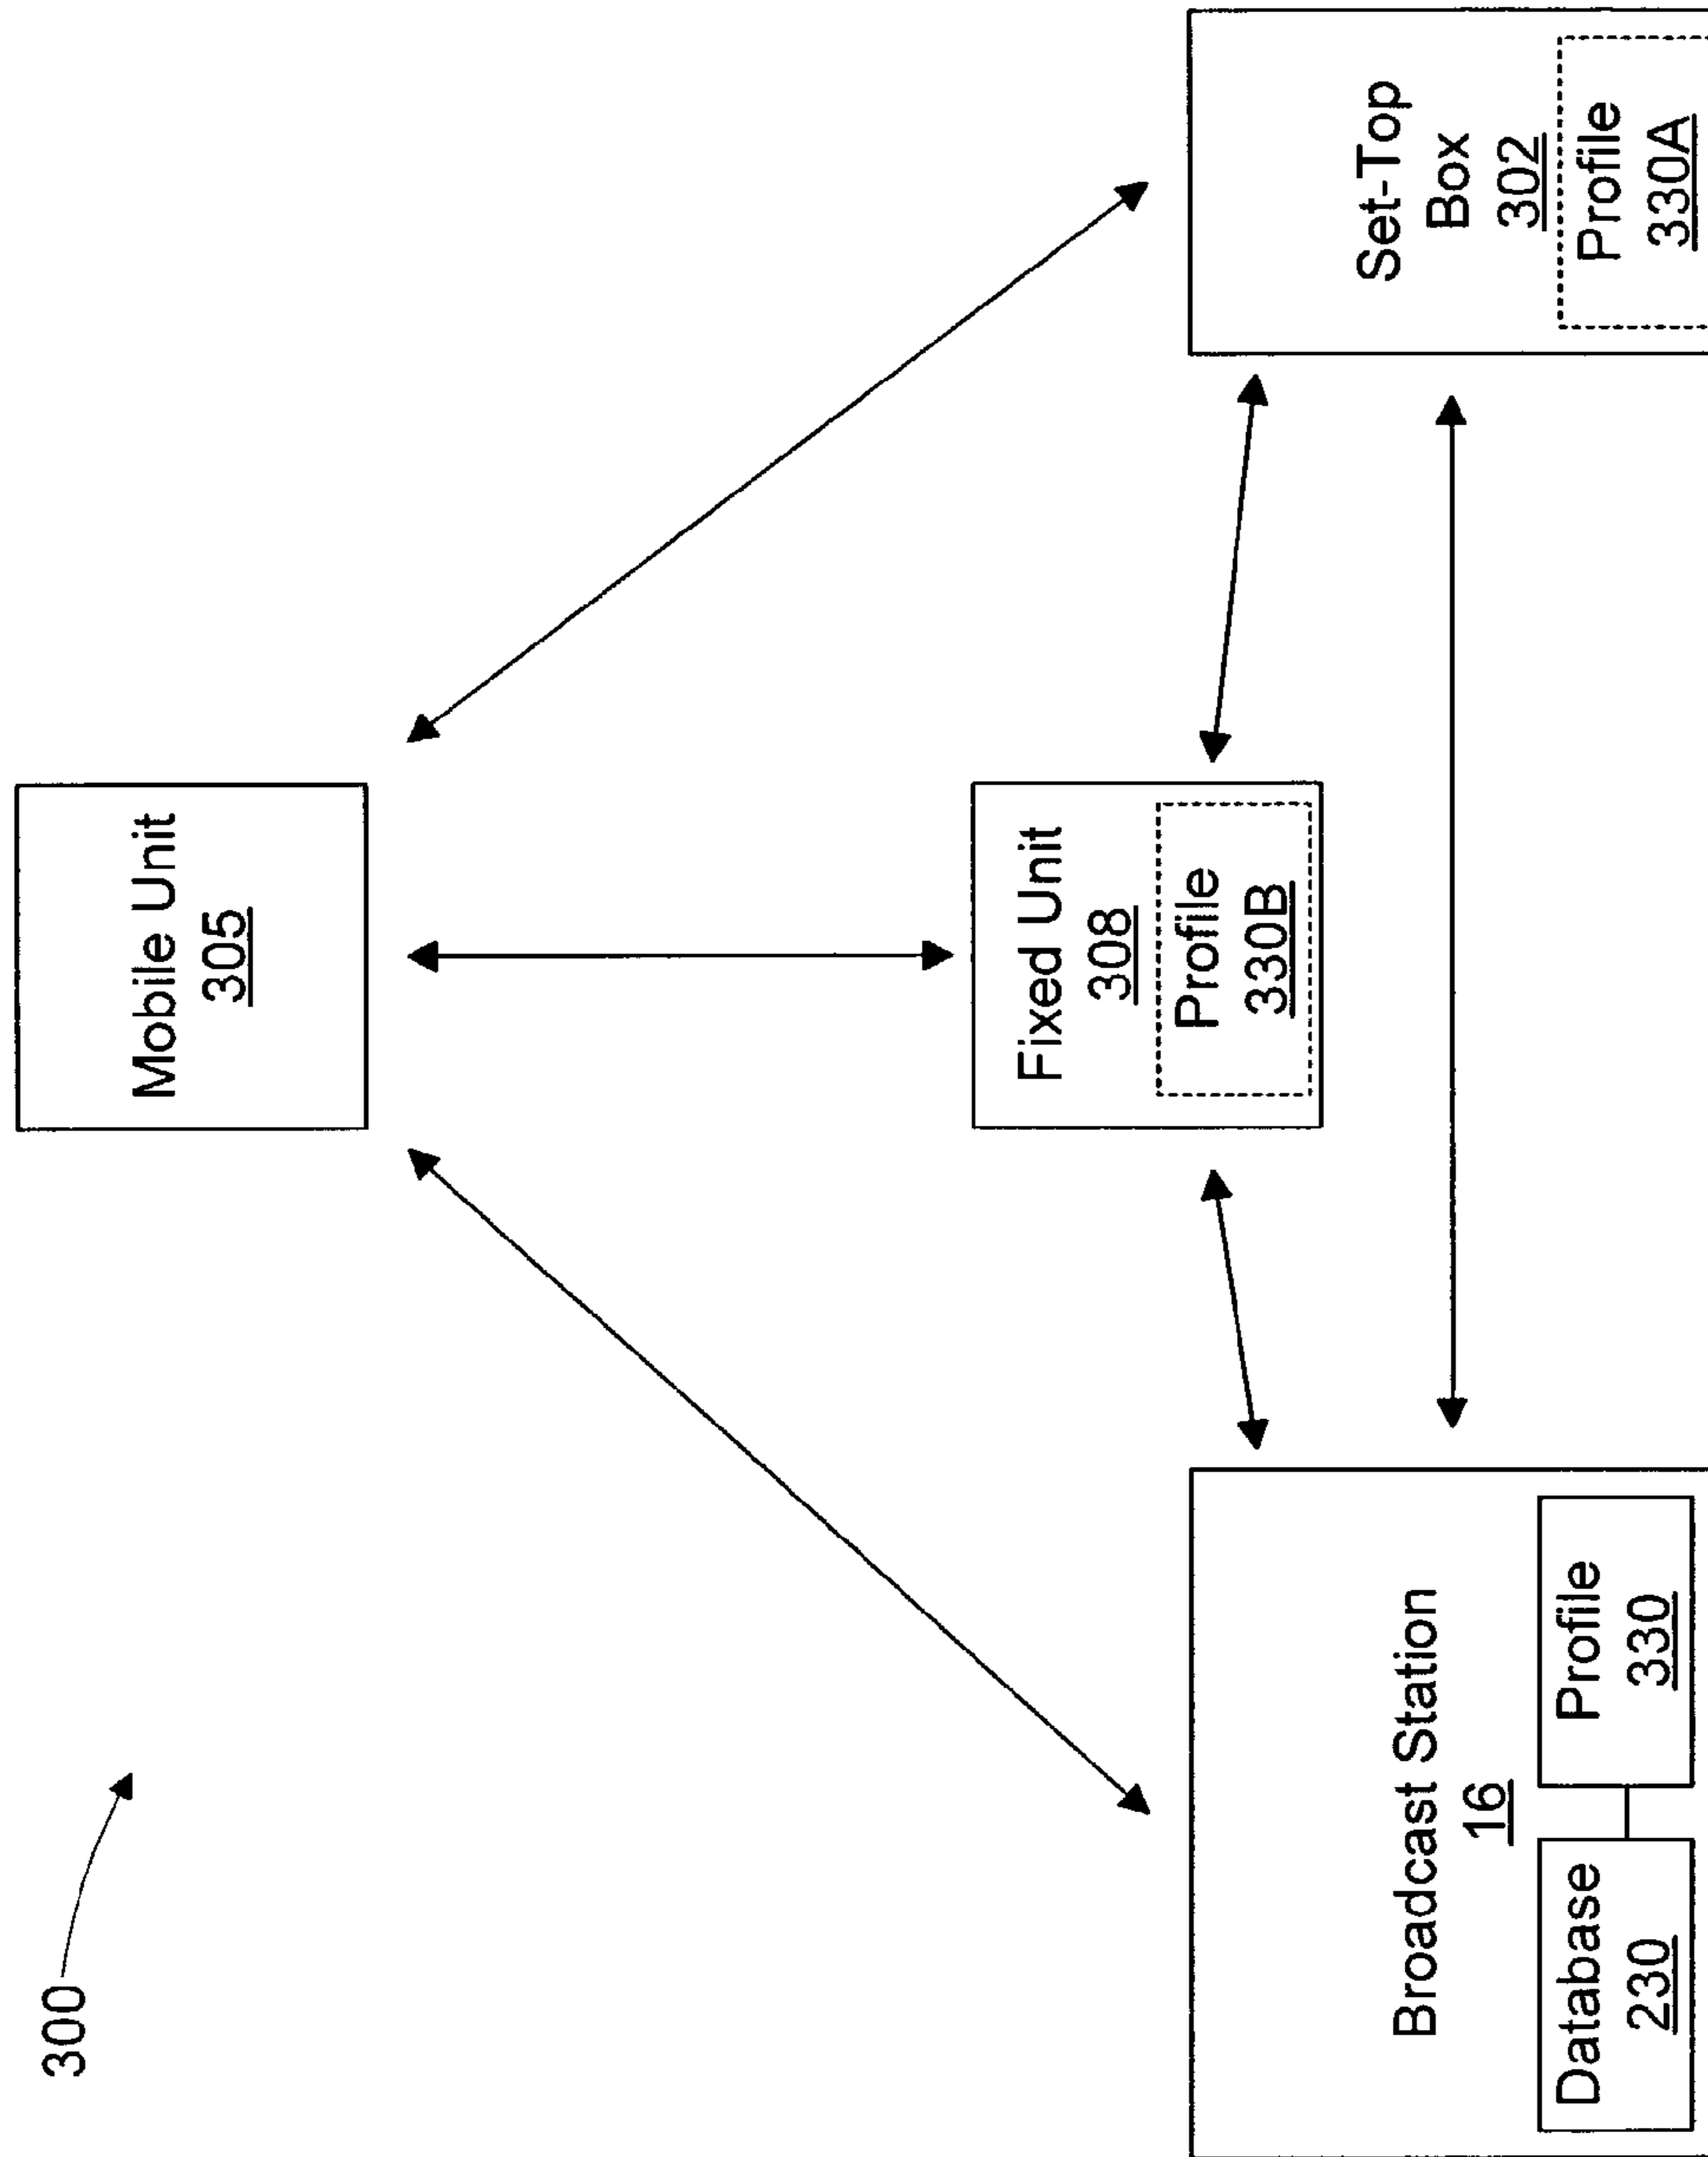 300
Mobile Unit
305
Fixed Unit
308
Profile
330B
Broadcast Station
16
Database
230
Profile
330
Set-Top
Box
302
Profile
330A